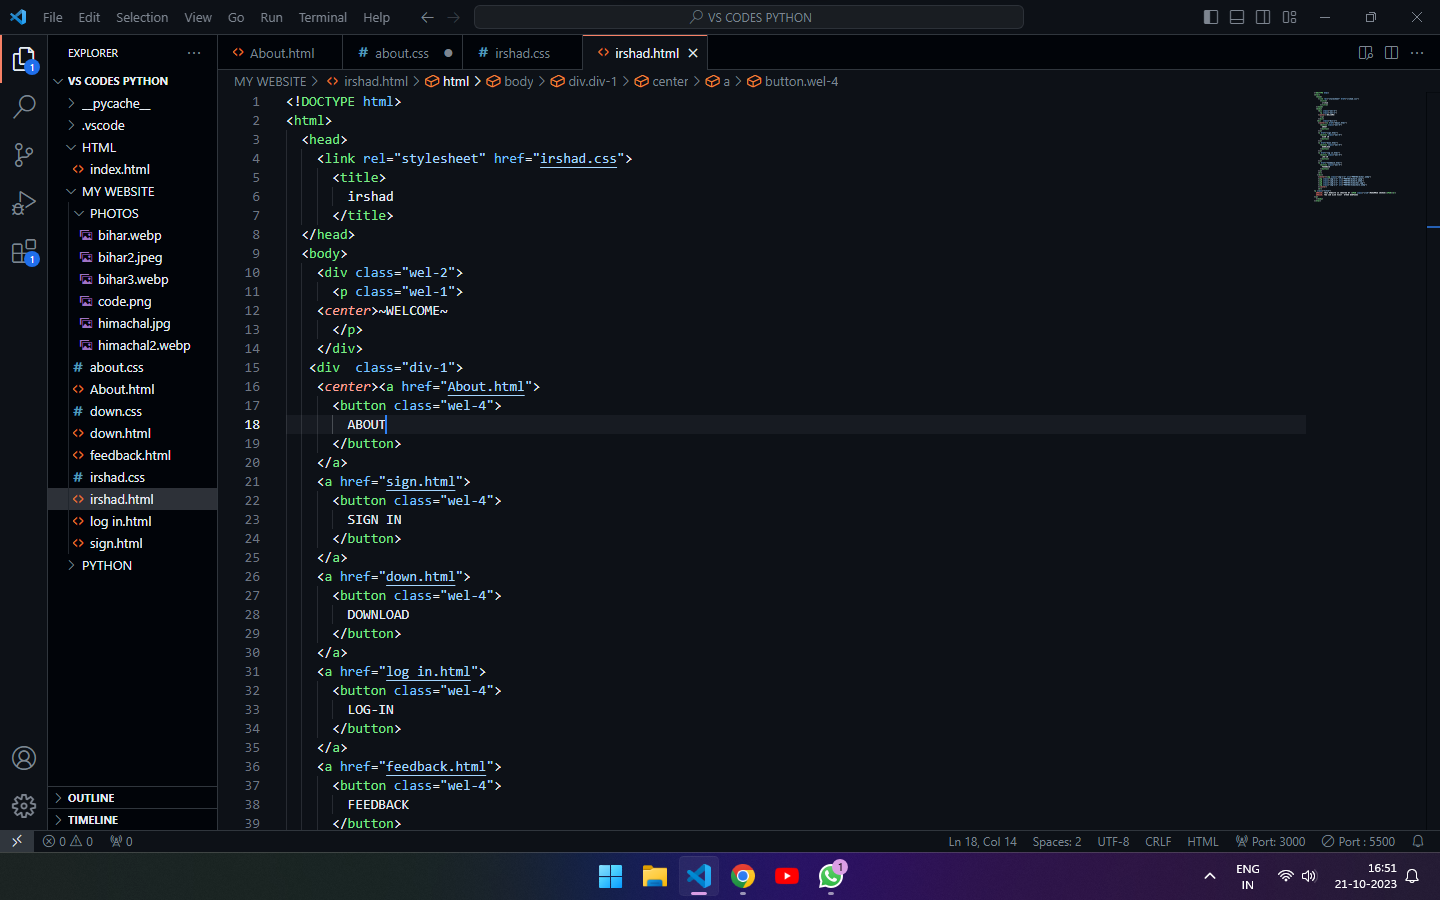 File Edit Selection View Go Run Terminal Help
VS CODES PYTHON
EXPLORER
About.html
about.css
irshad.css
irshad.html
VS CODES PYTHON
__pycache__
.vscode
HTML
index.html
MY WEBSITE
PHOTOS
bihar.webp
bihar2.jpeg
bihar3.webp
code.png
himachal.jpg
himachal2.webp
about.css
About.html
down.css
down.html
feedback.html
irshad.css
irshad.html
log in.html
sign.html
PYTHON
OUTLINE
TIMELINE
1
1
MY WEBSITE > irshad.html > html > body > div.div-1 > center > a > button.wel-4
1 <!DOCTYPE html>
2 <html>
3 <head>
4 <link rel="stylesheet" href="irshad.css">
5 <title>
6 irshad
7 </title>
8 </head>
9 <body>
10 <div class="wel-2">
11 <p class="wel-1">
12 <center>~WELCOME~
13 </p>
14 </div>
15 <div  class="div-1">
16 <center><a href="About.html">
17 <button class="wel-4">
18 ABOUT
19 </button>
20 </a>
21 <a href="sign.html">
22 <button class="wel-4">
23 SIGN IN
24 </button>
25 </a>
26 <a href="down.html">
27 <button class="wel-4">
28 DOWNLOAD
29 </button>
30 </a>
31 <a href="log in.html">
32 <button class="wel-4">
33 LOG-IN
34 </button>
35 </a>
36 <a href="feedback.html">
37 <button class="wel-4">
38 FEEDBACK
39 </button>
0 0 0
Ln 18, Col 14 Spaces: 2 UTF-8 CRLF HTML Port: 3000 Port : 5500
1
ENG
IN
16:51
21-10-2023